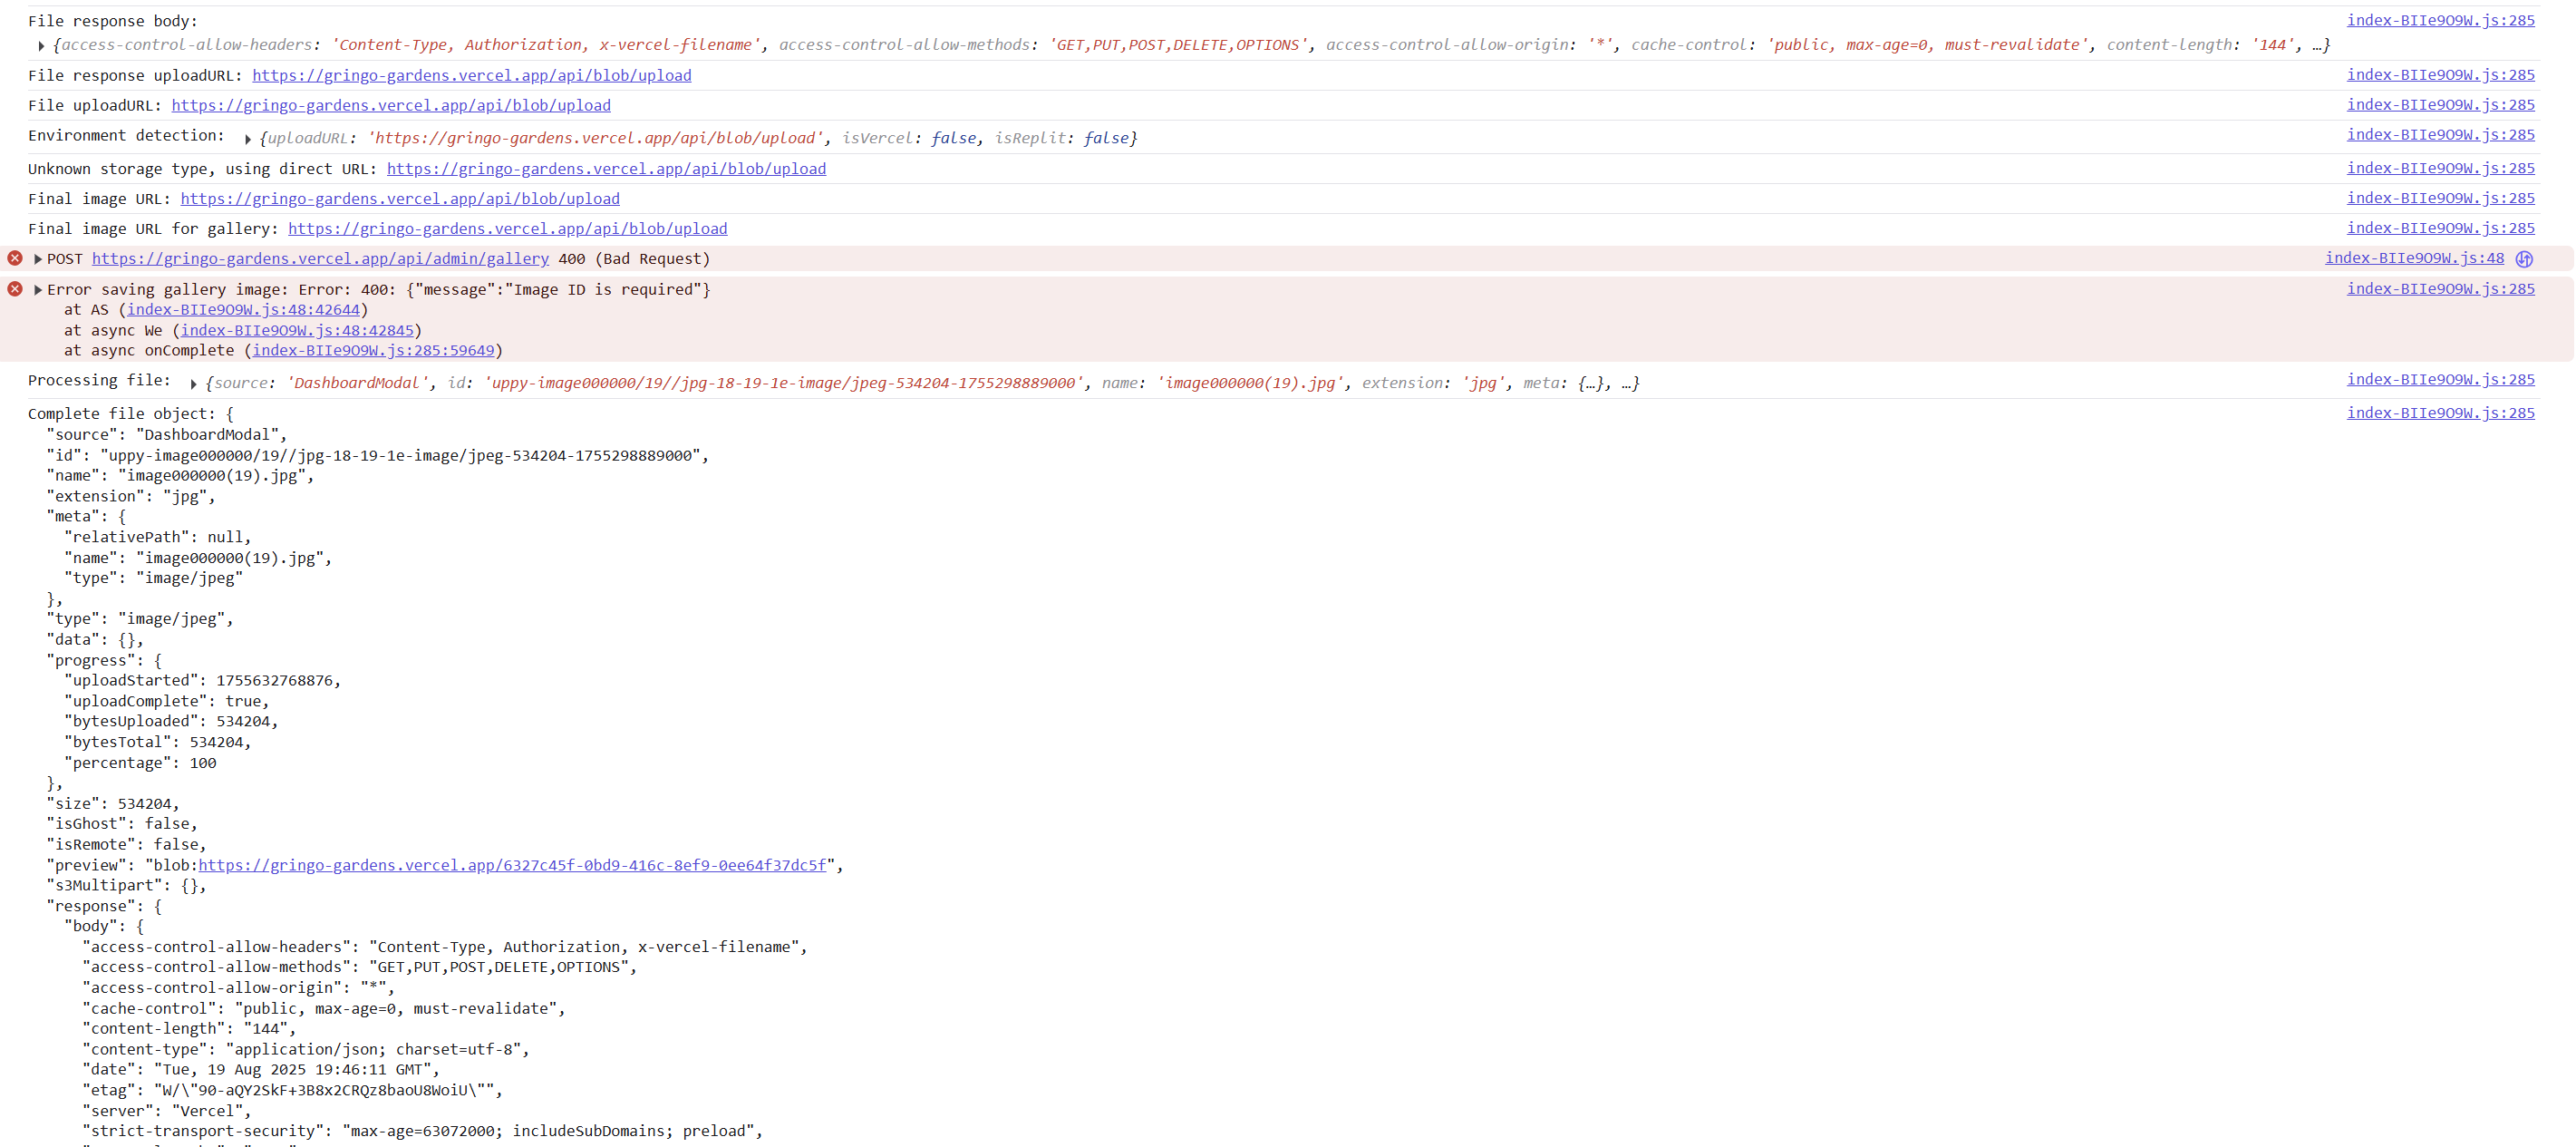 File response body: index-BIIe9O9W.js:285
{access-control-allow-headers: 'Content-Type, Authorization, x-vercel-filename', access-control-allow-methods: 'GET,PUT,POST,DELETE,OPTIONS', access-control-allow-origin: '*', cache-control: 'public, max-age=0, must-revalidate', content-length: '144', …}
File response uploadURL: https://gringo-gardens.vercel.app/api/blob/upload index-BIIe9O9W.js:285
File uploadURL: https://gringo-gardens.vercel.app/api/blob/upload index-BIIe9O9W.js:285
Environment detection: {uploadURL: 'https://gringo-gardens.vercel.app/api/blob/upload', isVercel: false, isReplit: false} index-BIIe9O9W.js:285
Unknown storage type, using direct URL: https://gringo-gardens.vercel.app/api/blob/upload index-BIIe9O9W.js:285
Final image URL: https://gringo-gardens.vercel.app/api/blob/upload index-BIIe9O9W.js:285
Final image URL for gallery: https://gringo-gardens.vercel.app/api/blob/upload index-BIIe9O9W.js:285
POST https://gringo-gardens.vercel.app/api/admin/gallery 400 (Bad Request) index-BIIe9O9W.js:48
Error saving gallery image: Error: 400: {"message":"Image ID is required"} index-BIIe9O9W.js:285
at AS (index-BIIe9O9W.js:48:42644)
at async We (index-BIIe9O9W.js:48:42845)
at async onComplete (index-BIIe9O9W.js:285:59649)
Processing file: {source: 'DashboardModal', id: 'uppy-image000000/19//jpg-18-19-1e-image/jpeg-534204-1755298889000', name: 'image000000(19).jpg', extension: 'jpg', meta: {…}, …} index-BIIe9O9W.js:285
Complete file object: { index-BIIe9O9W.js:285
"source": "DashboardModal",
"id": "uppy-image000000/19//jpg-18-19-1e-image/jpeg-534204-1755298889000",
"name": "image000000(19).jpg",
"extension": "jpg",
"meta": {
"relativePath": null,
"name": "image000000(19).jpg",
"type": "image/jpeg"
},
"type": "image/jpeg",
"data": {},
"progress": {
"uploadStarted": 1755632768876,
"uploadComplete": true,
"bytesUploaded": 534204,
"bytesTotal": 534204,
"percentage": 100
},
"size": 534204,
"isGhost": false,
"isRemote": false,
"preview": "blob:https://gringo-gardens.vercel.app/6327c45f-0bd9-416c-8ef9-0ee64f37dc5f",
"s3Multipart": {},
"response": {
"body": {
"access-control-allow-headers": "Content-Type, Authorization, x-vercel-filename",
"access-control-allow-methods": "GET,PUT,POST,DELETE,OPTIONS",
"access-control-allow-origin": "*",
"cache-control": "public, max-age=0, must-revalidate",
"content-length": "144",
"content-type": "application/json; charset=utf-8",
"date": "Tue, 19 Aug 2025 19:46:11 GMT",
"etag": "W/\"90-aQY2SkF+3B8x2CRQz8baoU8WoiU\"",
"server": "Vercel",
"strict-transport-security": "max-age=63072000; includeSubDomains; preload",